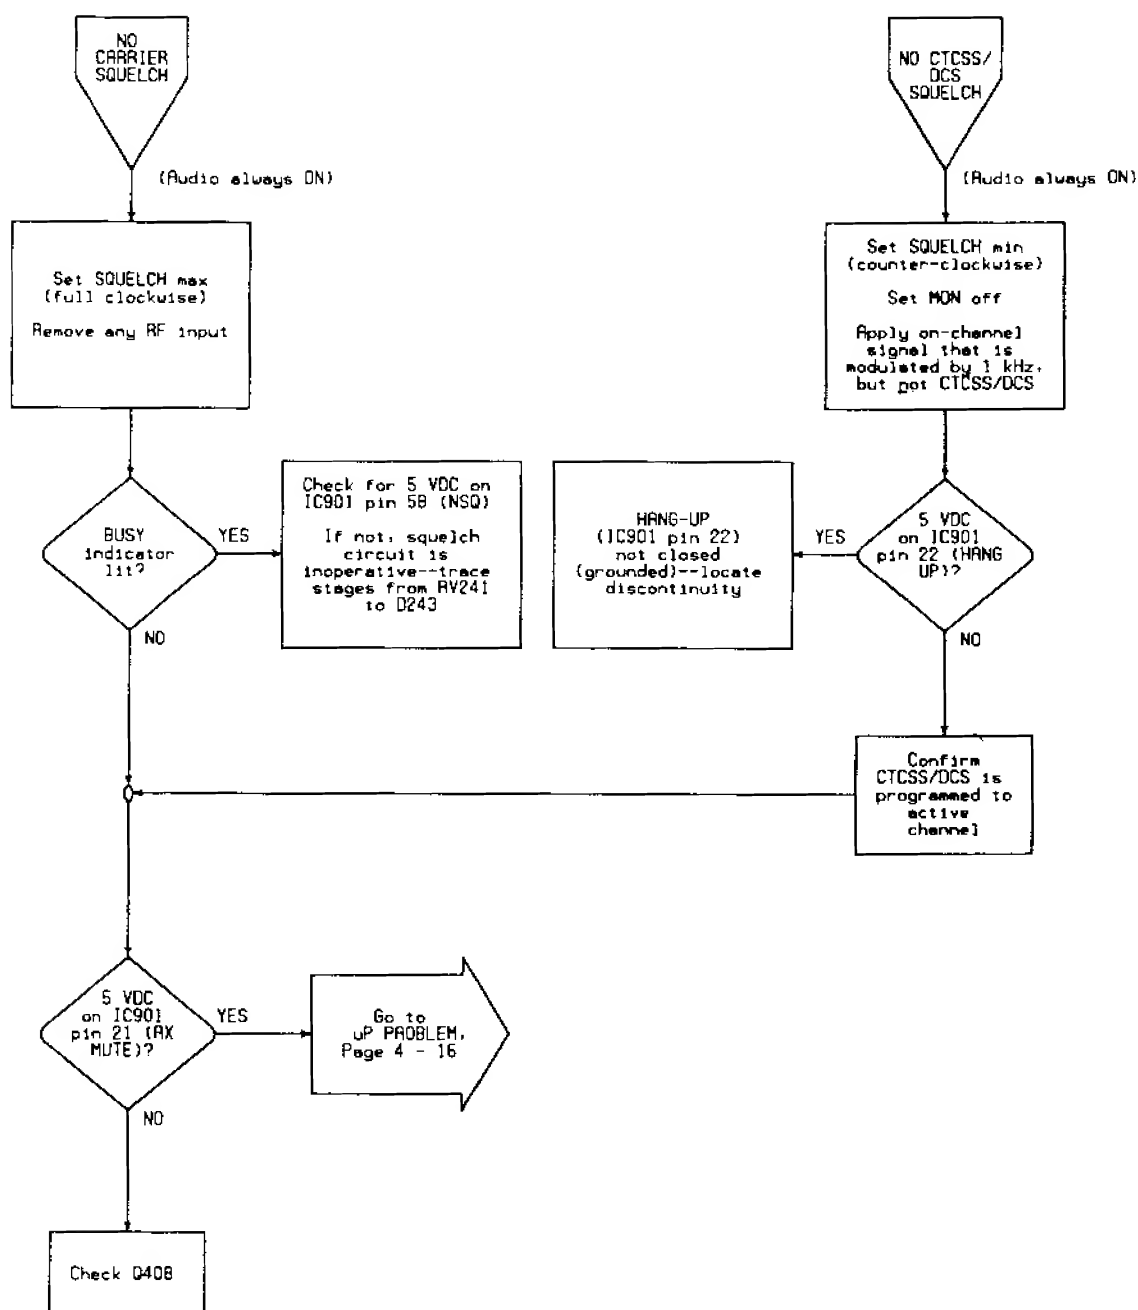 NO
CARRIER
SQUELCH
(Audio always ON)
Set SQUELCH max
(full clockwise)
Remove any RF input
BUSY
indicator
lit?
YES
NO
Check for 5 VDC on
IC901 pin 58 (NSQ)
If not, squelch
circuit is
inoperative--trace
stages from RV241
to D243
NO CTCSS/
DCS
SQUELCH
(Audio always ON)
Set SQUELCH min
(counter-clockwise)
Set MON off
Apply on-channel
signal that is
modulated by 1 kHz,
but not CTCSS/DCS
5 VDC
on IC901
pin 22 (HANG
UP)?
YES
NO
HANG-UP
(IC901 pin 22)
not closed
(grounded)--locate
discontinuity
Confirm
CTCSS/DCS is
programmed to
active
channel
5 VDC
on IC901
pin 21 (RX
MUTE)?
YES
NO
Go to
uP PROBLEM,
Page 4 - 16
Check Q408